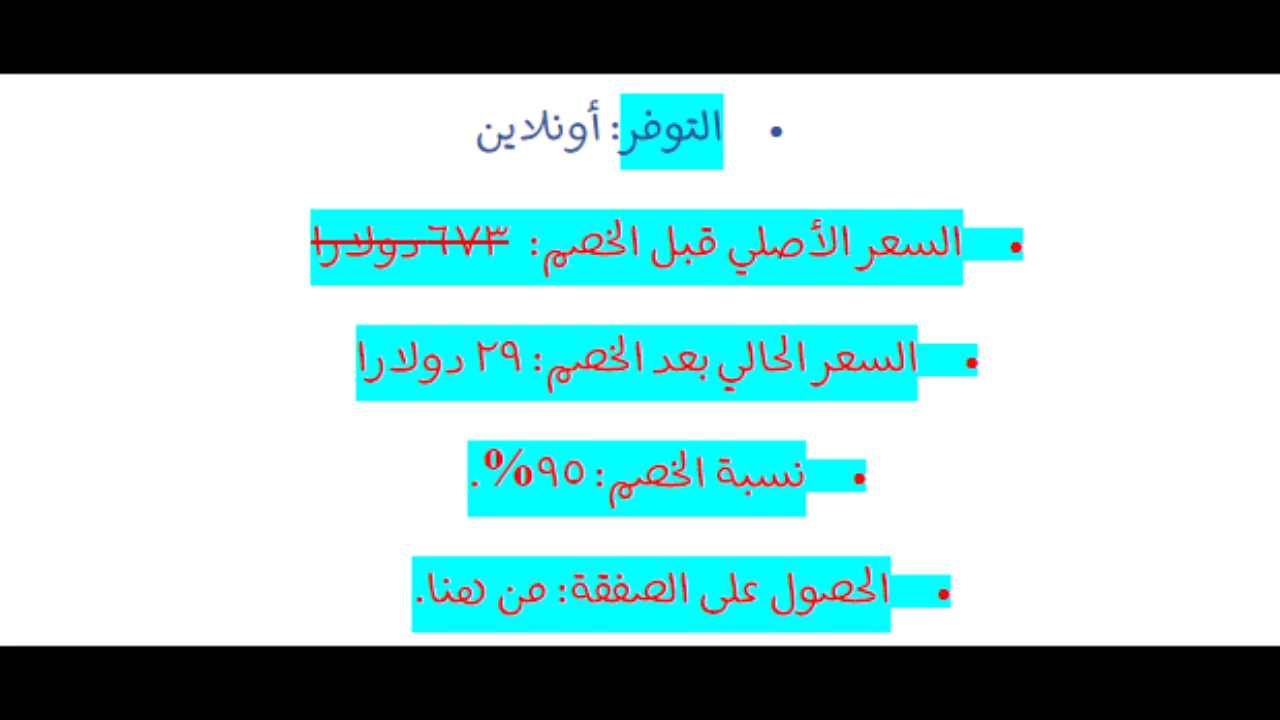 • التوفر: أونلاين
• السعر الأصلي قبل الخصم: ٦٧٣ دولارا
• السعر الحالي بعد الخصم: ٢٩ دولارا
• نسبة الخصم: ٩٥%.
• الحصول على الصفقة: من هنا.